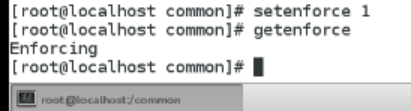 [root@localhost common]# setenforce 1
[root@localhost common]# getenforce
Enforcing
[root@localhost common]#
root@localhost:/common